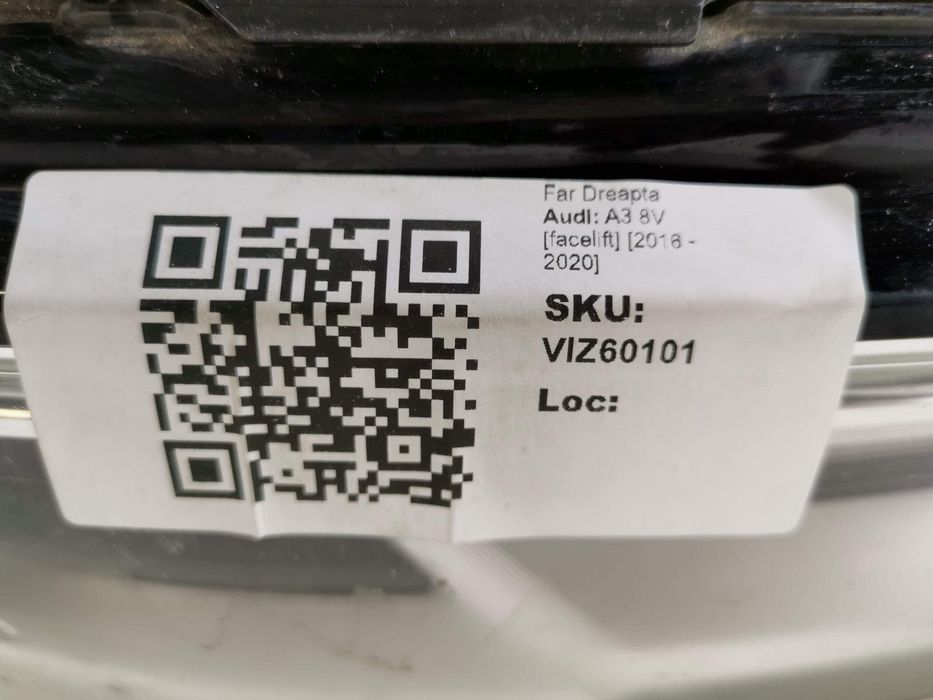 Far Dreapta
Audi: A3 8V
[facelift] [2016 -
2020]
SKU:
VIZ60101
Loc: